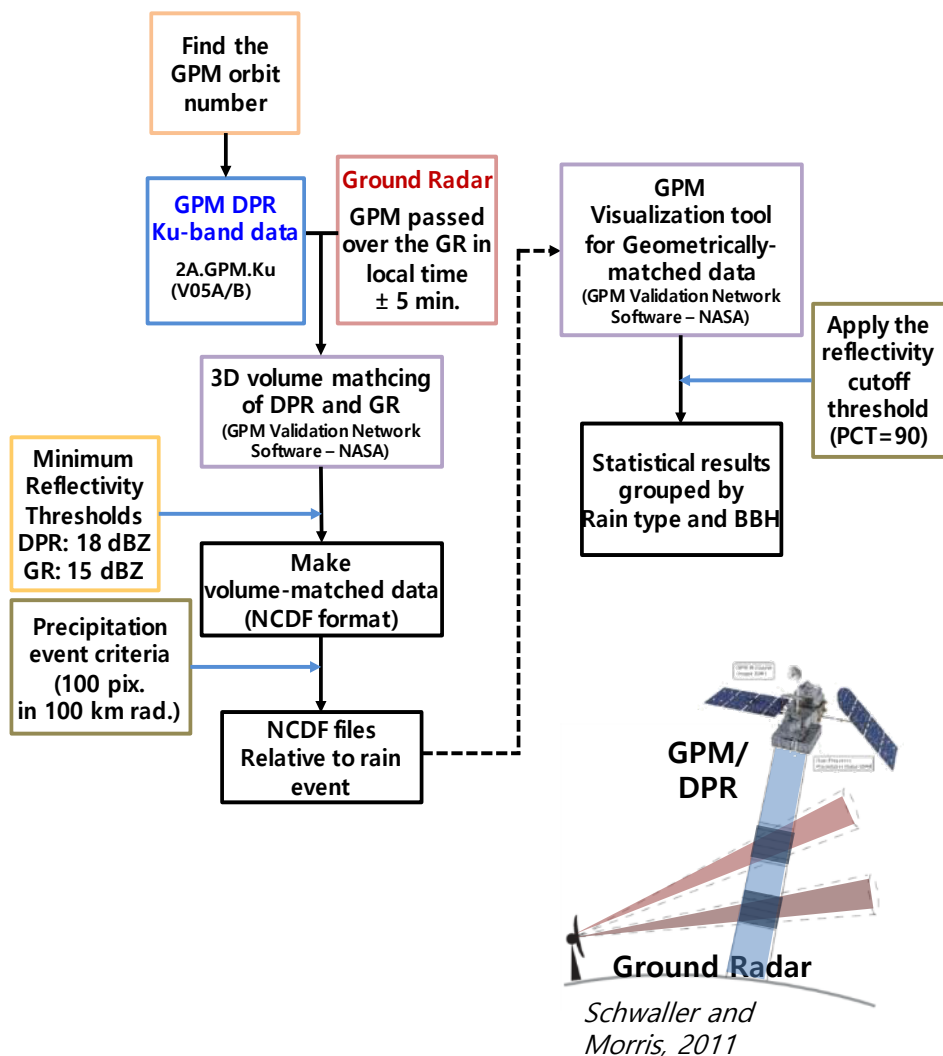 Find the
GPM orbit
number
GPM DPR
Ku-band data
2A.GPM.Ku
(V05A/B)
Ground Radar
GPM passed
over the GR in
local time
± 5 min.
3D volume mathcing
of DPR and GR
(GPM Validation Network
Software – NASA)
Minimum
Reflectivity
Thresholds
DPR: 18 dBZ
GR: 15 dBZ
Make
volume-matched data
(NCDF format)
Precipitation
event criteria
(100 pix.
in 100 km rad.)
NCDF files
Relative to rain
event
GPM
Visualization tool
for Geometrically-
matched data
(GPM Validation Network
Software – NASA)
Apply the
reflectivity
cutoff
threshold
(PCT=90)
Statistical results
grouped by
Rain type and BBH
GPM/
DPR
Ground Radar
Schwaller and
Morris, 2011